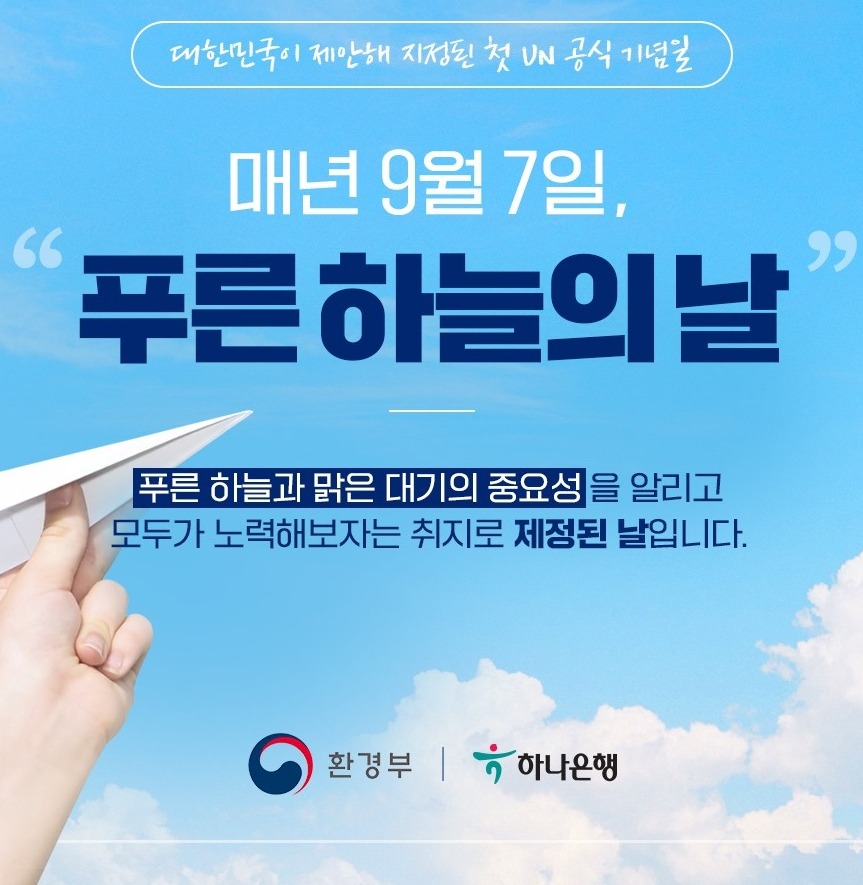 대한민국이 제안해 지정된 첫 UN 공식 기념일
매년 9월 7일,
“푸른 하늘의 날”
푸른 하늘과 맑은 대기의 중요성을 알리고
모두가 노력해보자는 취지로 제정된 날입니다.
환경부 | 하나은행